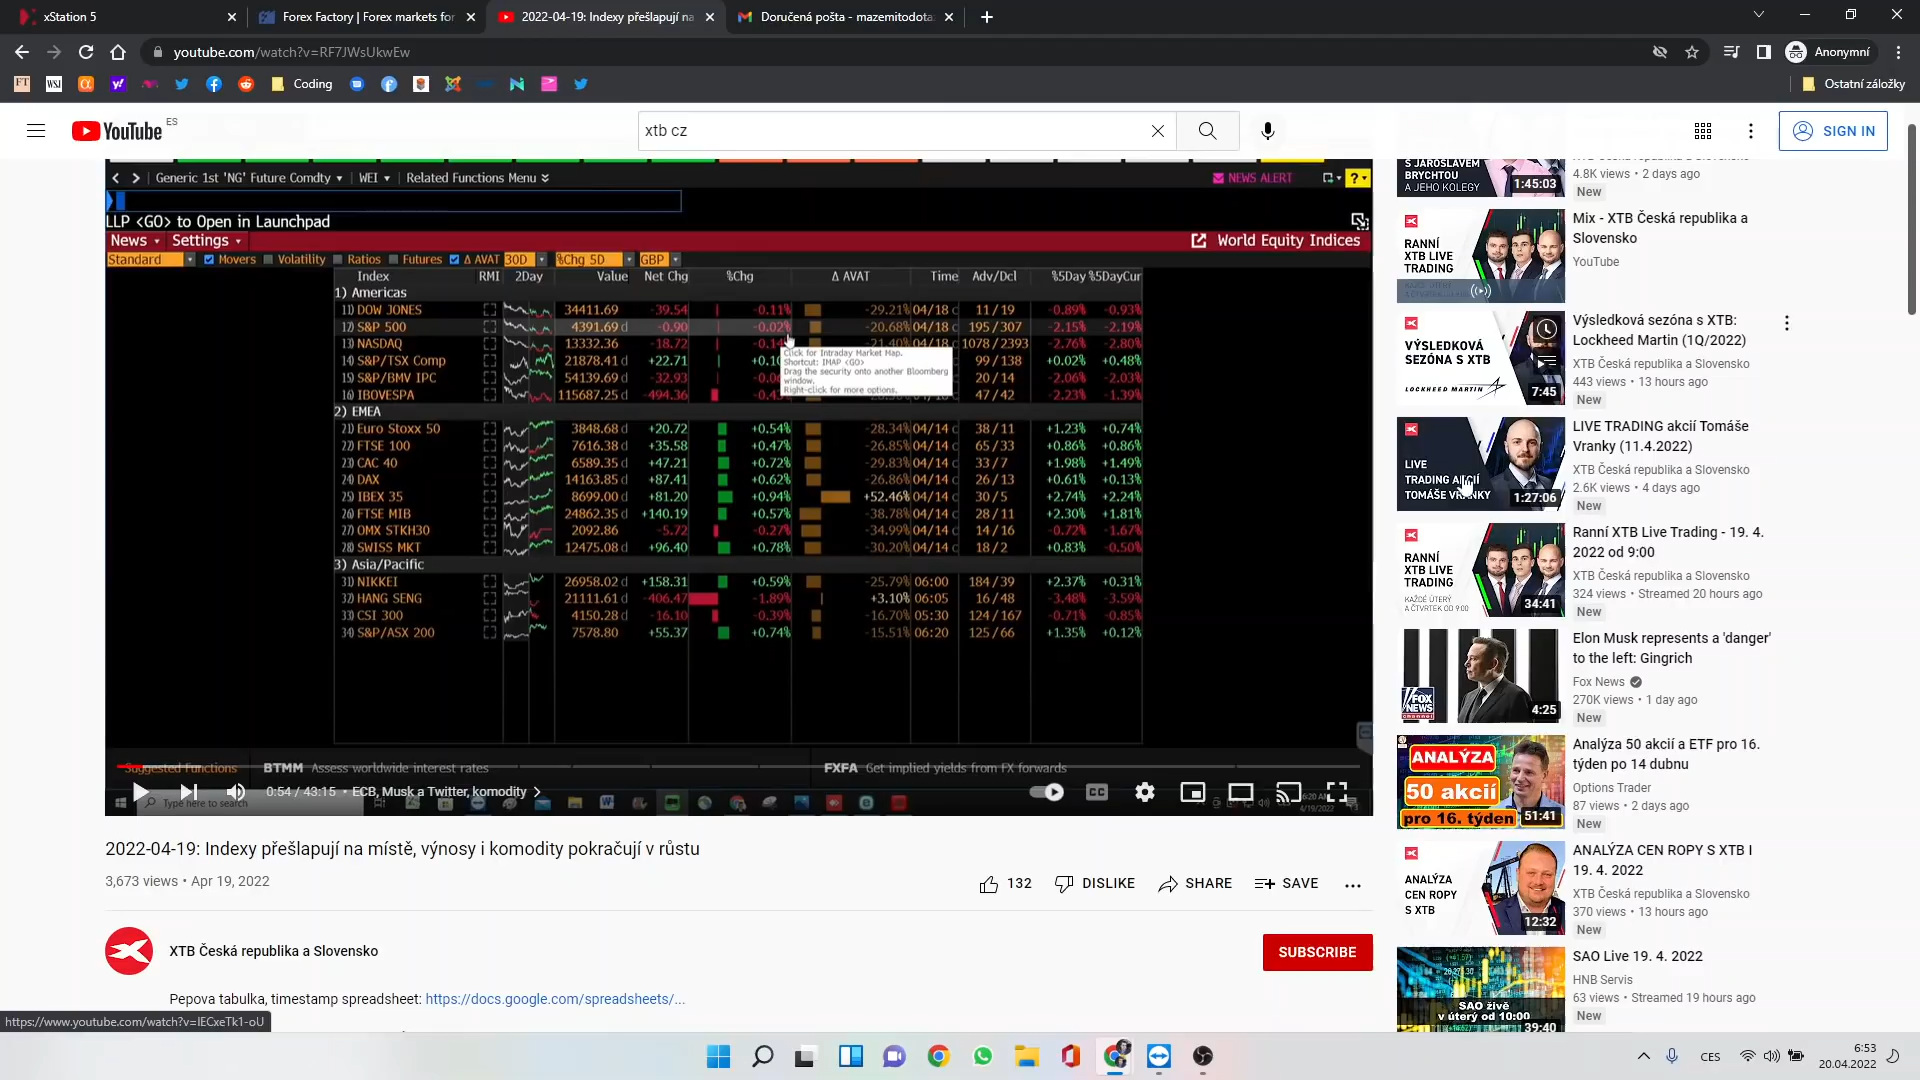 xStation 5
Forex Factory | Forex markets for
2022-04-19: Indexy přešlapují na
Doručená pošta - mazemitodota
youtube.com/watch?v=RF7JWsUkwEw
Anonymní
Coding
Ostatní záložky
YouTube ES
xtb cz
SIGN IN
Generic 1st 'NG' Future Comdty
WEI
Related Functions Menu
NEWS ALERT
LLP <GO> to Open in Launchpad
News Settings
World Equity Indices
Standard Movers Volatility Ratios Futures Δ AVAT 30D %Chg 5D GBP
Index RMI 2Day Value Net Chg %Chg Δ AVAT Time Adv/Dcl %5Day %5DayCur
1) Americas
11) DOW JONES 34411.69 -39.54 -0.11% -29.21% 04/18 c 11/19 -0.89% -0.93%
12) S&P 500 4391.69 d -0.90 -0.02% -20.68% 04/18 c 195/307 -2.15% -2.19%
13) NASDAQ 13332.36 -18.72 -0.14% -21.40% 04/18 c 1078/2393 -2.76% -2.80%
14) S&P/TSX Comp 21878.41 d +22.71 99/138 +0.02% +0.48%
15) S&P/BMV IPC 54139.69 d -32.93 20/14 -2.06% -2.03%
16) IBOVESPA 115687.25 d -494.36 47/42 -2.23% -1.39%
Click for Intraday Market Map.
Shortcut: IMAP <GO>
Drag the security onto another Bloomberg
window.
Right-click for more options.
2) EMEA
21) Euro Stoxx 50 3848.68 d +20.72 +0.54% -28.34% 04/14 c 38/11 +1.23% +0.74%
22) FTSE 100 7616.38 d +35.58 +0.47% -26.85% 04/14 c 65/33 +0.86% +0.86%
23) CAC 40 6589.35 d +47.21 +0.72% -29.83% 04/14 c 33/7 +1.98% +1.49%
24) DAX 14163.85 d +87.41 +0.62% -26.86% 04/14 c 26/13 +0.61% +0.13%
25) IBEX 35 8699.00 d +81.20 +0.94% +52.46% 04/14 c 30/5 +2.74% +2.24%
26) FTSE MIB 24862.35 d +140.19 +0.57% -38.78% 04/14 c 28/11 +2.30% +1.81%
27) OMX STKH30 2092.86 -5.72 -0.27% -34.99% 04/14 c 14/16 -0.72% -1.67%
28) SWISS MKT 12475.08 d +96.40 +0.78% -30.20% 04/14 c 18/2 +0.83% -0.50%
3) Asia/Pacific
31) NIKKEI 26958.02 d +158.31 +0.59% -25.79% 06:00 184/39 +2.37% +0.31%
32) HANG SENG 21111.61 d -406.47 -1.89% +3.10% 06:05 16/48 -3.48% -3.59%
33) CSI 300 4150.28 d -16.10 -0.39% -16.70% 05:30 124/167 -0.71% -0.85%
34) S&P/ASX 200 7578.80 +55.37 +0.74% -15.51% 06:20 125/66 +1.35% +0.12%
Suggested Functions BTMM Assess worldwide interest rates FXFA Get implied yields from FX forwards
0:54 / 43:15 • ECB, Musk a Twitter, komodity
Type here to search
4/19/2022
2022-04-19: Indexy přešlapují na místě, výnosy i komodity pokračují v růstu
3,673 views • Apr 19, 2022
132 DISLIKE SHARE SAVE
XTB Česká republika a Slovensko
SUBSCRIBE
Pepova tabulka, timestamp spreadsheet: https://docs.google.com/spreadsheets/...
https://www.youtube.com/watch?v=IECxeTk1-oU
S JAROSLAVEM
BRYCHTOU
A JEHO KOLEGY
1:45:03
4.8K views • 2 days ago
New
RANNÍ
XTB LIVE
TRADING
Mix - XTB Česká republika a
Slovensko
YouTube
VÝSLEDKOVÁ
SEZÓNA S XTB
LOCKHEED MARTIN
7:45
Výsledková sezóna s XTB:
Lockheed Martin (1Q/2022)
XTB Česká republika a Slovensko
443 views • 13 hours ago
New
LIVE
TRADING AKCIÍ
TOMÁŠE VRANKY
1:27:06
LIVE TRADING akcií Tomáše
Vranky (11.4.2022)
XTB Česká republika a Slovensko
2.6K views • 4 days ago
New
RANNÍ
XTB LIVE
TRADING
KAŽDÉ ÚTERÝ
A ČTVRTEK OD 9:00
34:41
Ranní XTB Live Trading - 19. 4.
2022 od 9:00
XTB Česká republika a Slovensko
324 views • Streamed 20 hours ago
New
FOX
NEWS
channel
4:25
Elon Musk represents a 'danger'
to the left: Gingrich
Fox News
270K views • 1 day ago
New
ANALÝZA
50 akcií
pro 16. týden
51:41
Analýza 50 akcií a ETF pro 16.
týden po 14 dubnu
Options Trader
87 views • 2 days ago
New
ANALÝZA
CEN ROPY
S XTB
12:32
ANALÝZA CEN ROPY S XTB I
19. 4. 2022
XTB Česká republika a Slovensko
370 views • 13 hours ago
New
SAO živě
v úterý od 10:00
39:40
SAO Live 19. 4. 2022
HNB Servis
63 views • Streamed 19 hours ago
New
CES
6:53
20.04.2022